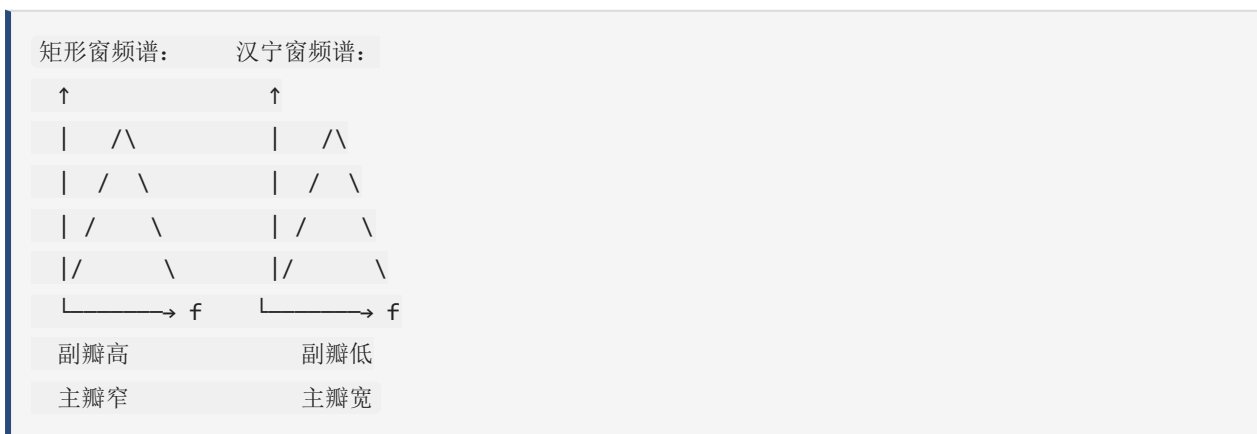 矩形窗频谱:     汉宁窗频谱:
  ↑              ↑
  |   /\         |   /\
  |  /  \        |  /  \
  | /    \       | /    \
  |/      \      |/      \
  └───────→ f    └───────→ f
  副瓣高            副瓣低
  主瓣窄            主瓣宽